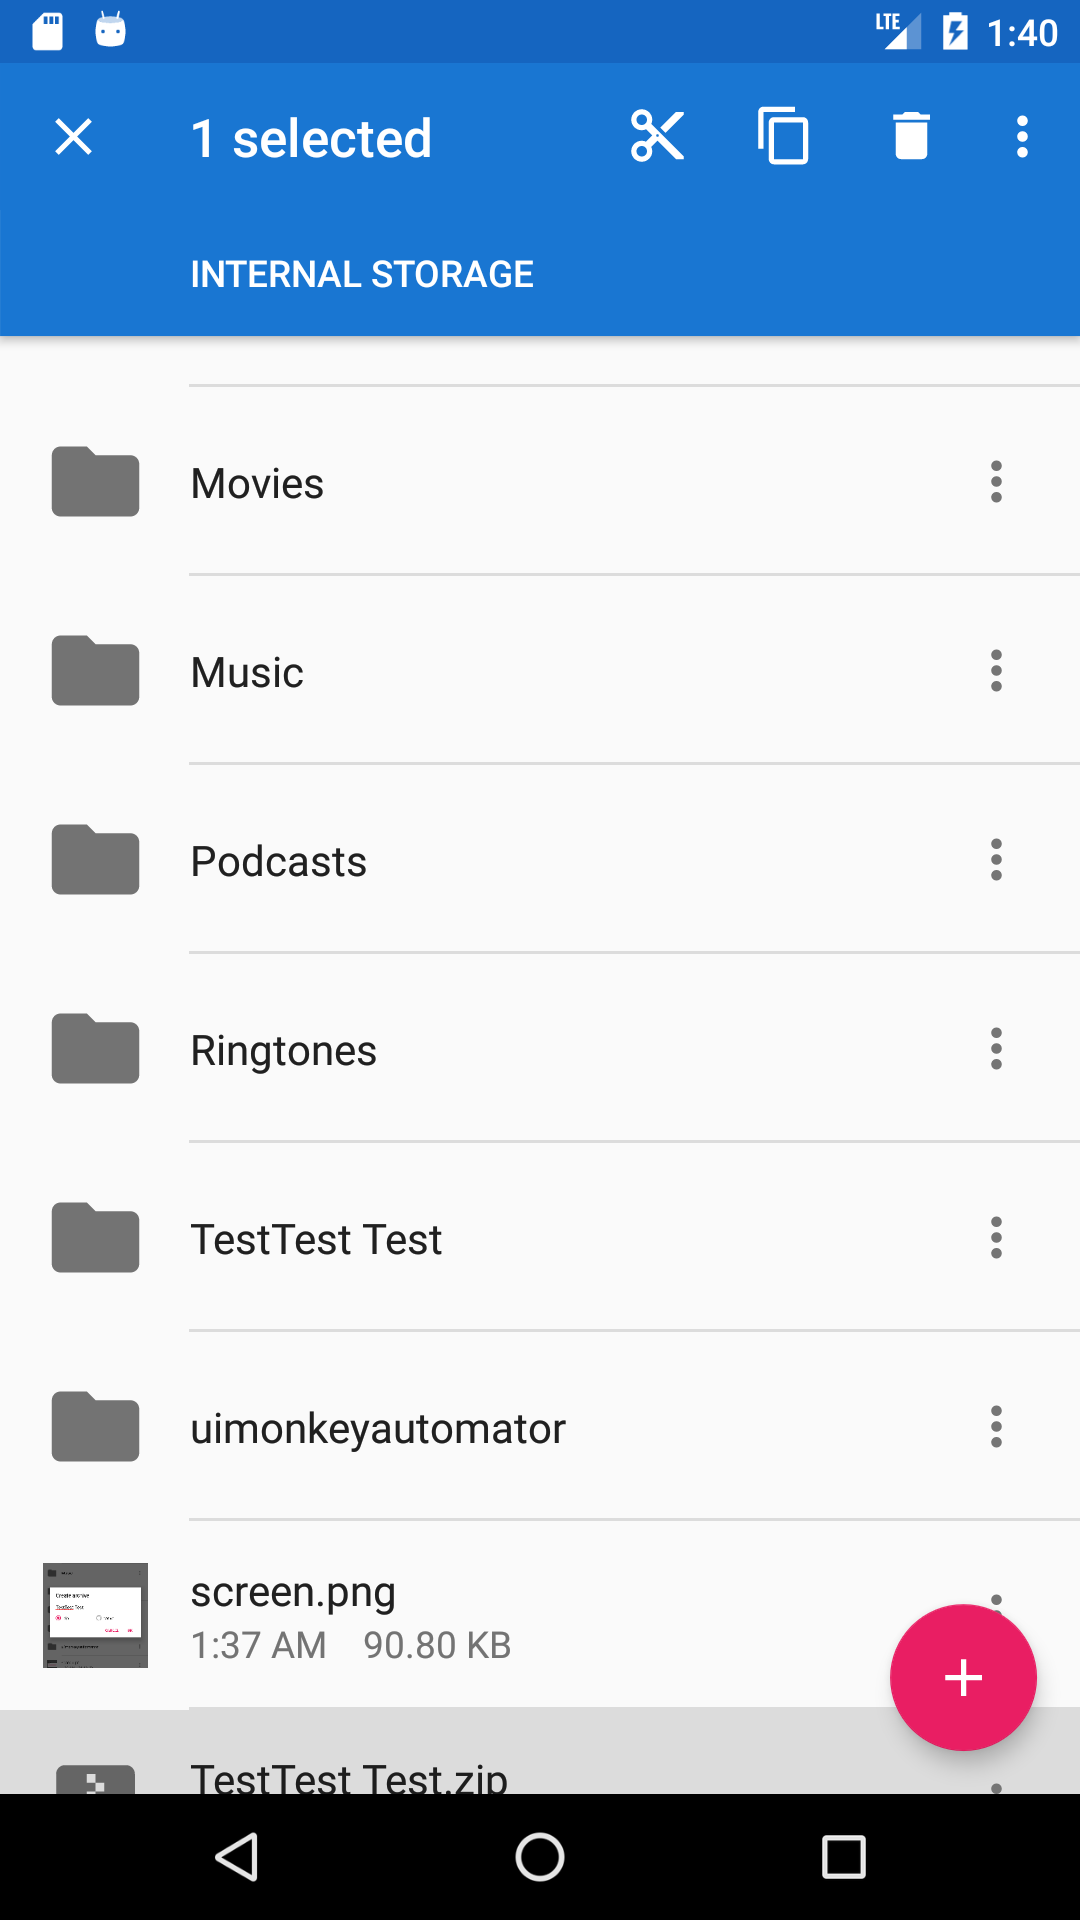 LTE 1:40
1 selected
INTERNAL STORAGE
Movies
Music
Podcasts
Ringtones
TestTest Test
uimonkeyautomator
screen.png
1:37 AM 90.80 KB
TestTest Test.zip